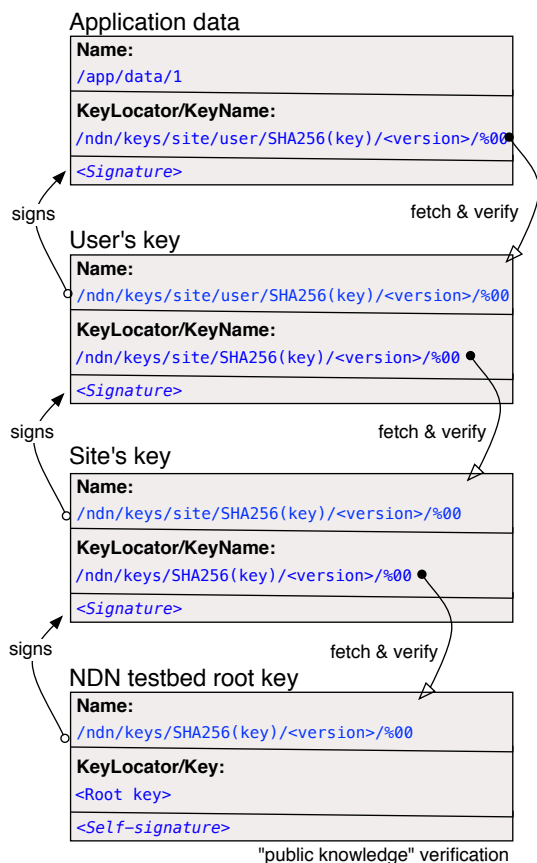 Application data
Name:
/app/data/1
KeyLocator/KeyName:
/ndn/keys/site/user/SHA256(key)/<version>/%00
<Signature>
signs
fetch & verify
User's key
Name:
/ndn/keys/site/user/SHA256(key)/<version>/%00
KeyLocator/KeyName:
/ndn/keys/site/SHA256(key)/<version>/%00
<Signature>
signs
fetch & verify
Site's key
Name:
/ndn/keys/site/SHA256(key)/<version>/%00
KeyLocator/KeyName:
/ndn/keys/SHA256(key)/<version>/%00
<Signature>
signs
fetch & verify
NDN testbed root key
Name:
/ndn/keys/SHA256(key)/<version>/%00
KeyLocator/Key:
<Root key>
<Self-signature>
"public knowledge" verification